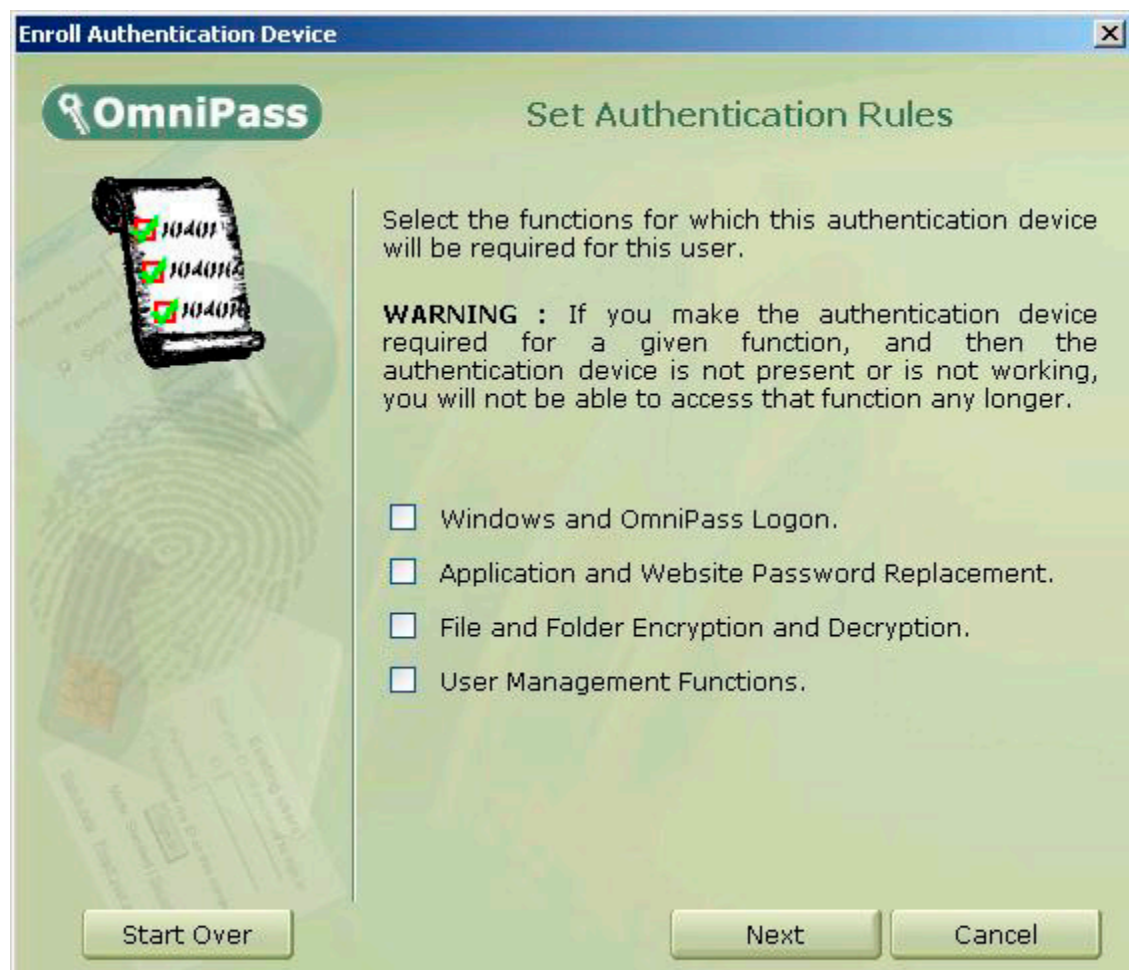 Enroll Authentication Device
OmniPass
Set Authentication Rules
Select the functions for which this authentication device
will be required for this user.
WARNING : If you make the authentication device
required for a given function, and then the
authentication device is not present or is not working,
you will not be able to access that function any longer.
Windows and OmniPass Logon.
Application and Website Password Replacement.
File and Folder Encryption and Decryption.
User Management Functions.
Start Over
Next
Cancel